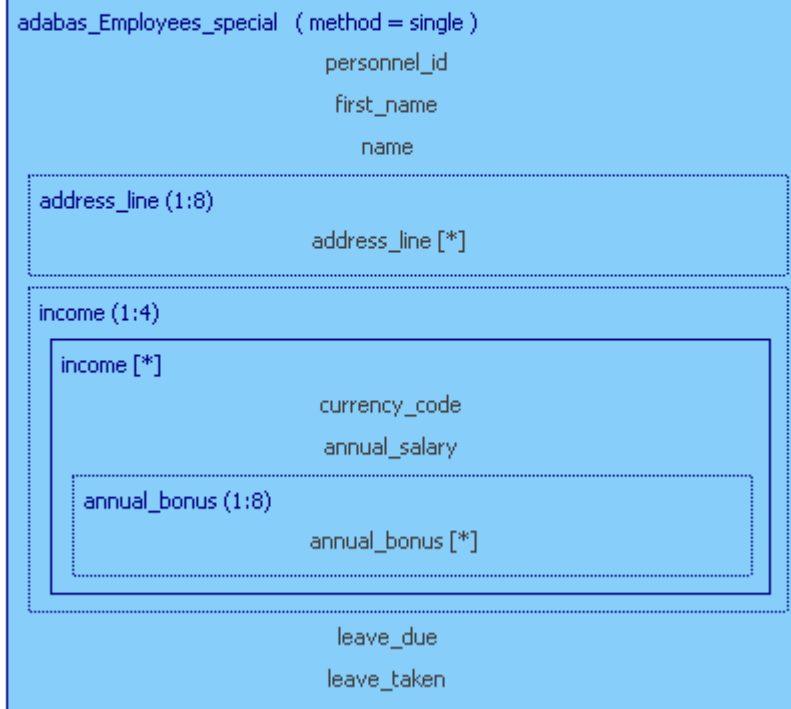 adabas_Employees_special ( method = single )
personnel_id
first_name
name
address_line (1:8)
address_line [*]
income (1:4)
income [*]
currency_code
annual_salary
annual_bonus (1:8)
annual_bonus [*]
leave_due
leave_taken